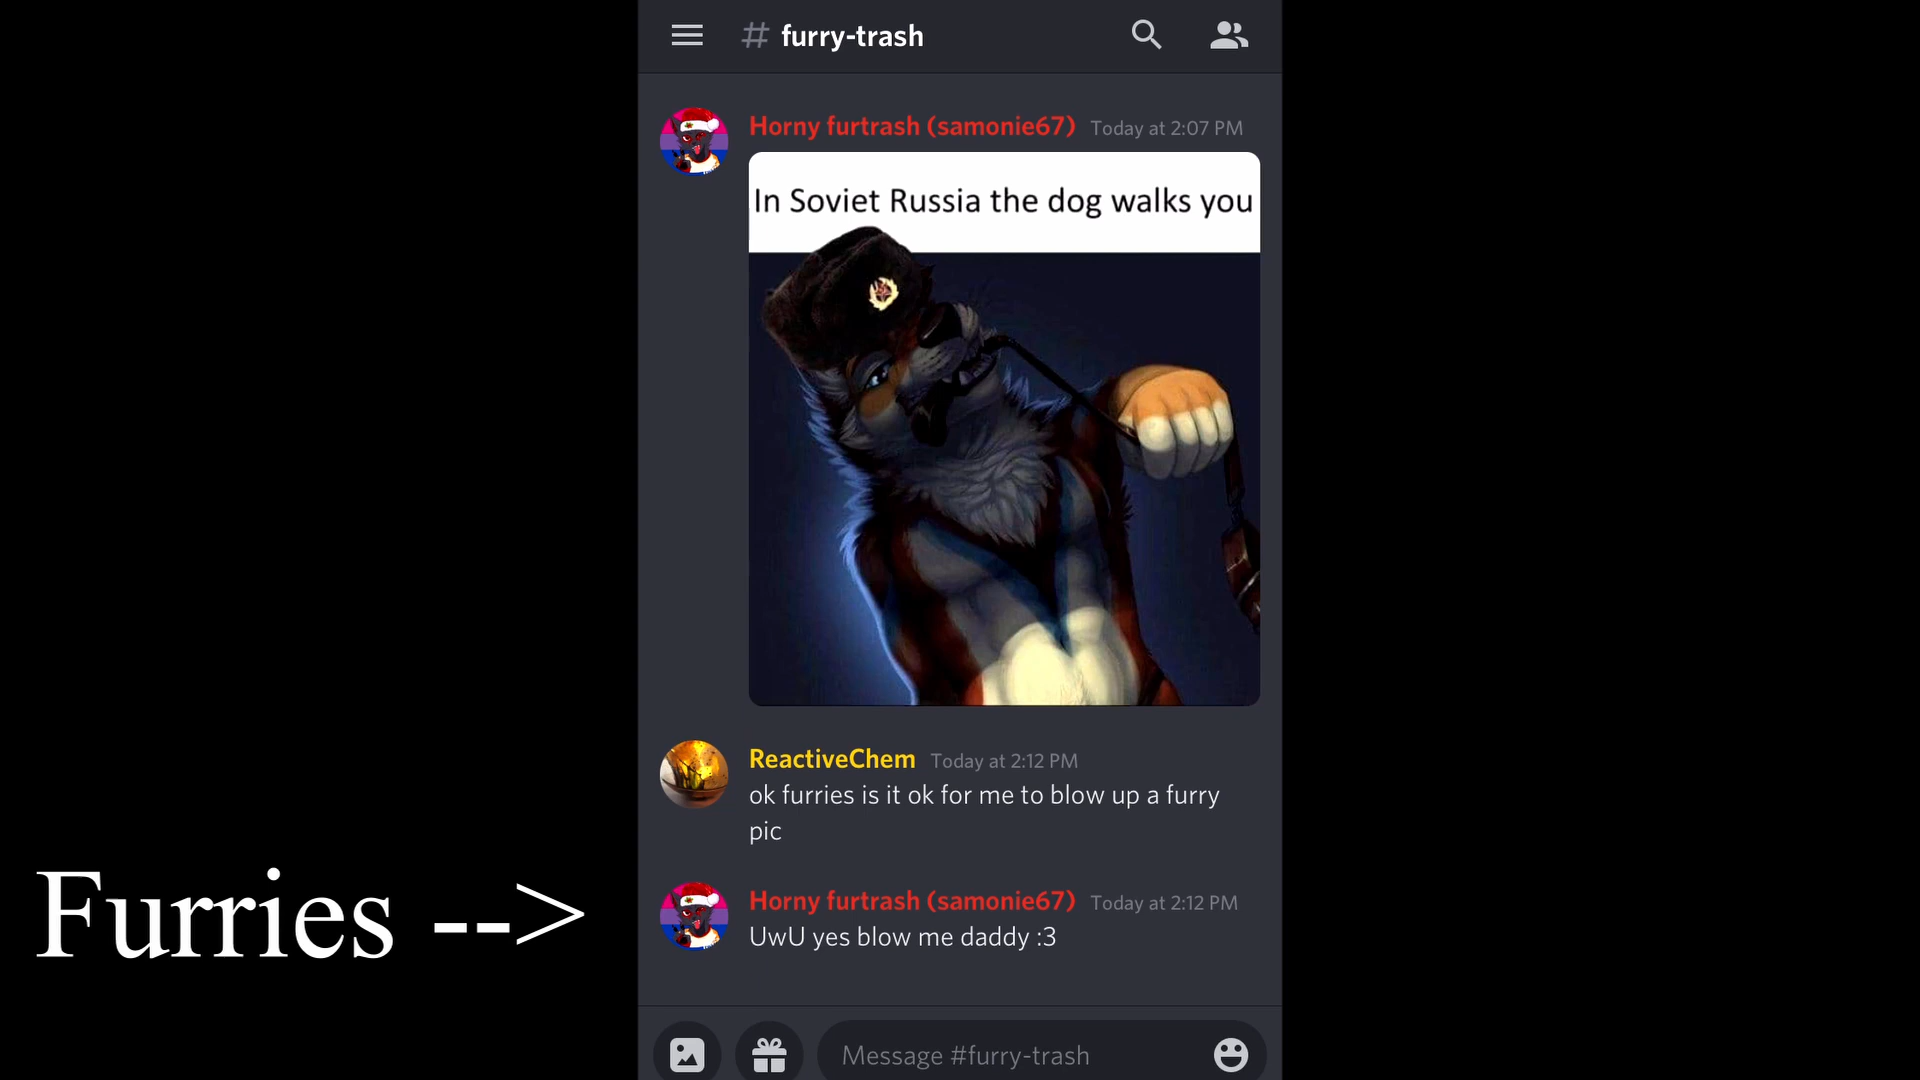 # furry-trash
Horny furtrash (samonie67) Today at 2:07 PM
In Soviet Russia the dog walks you
ReactiveChem Today at 2:12 PM
ok furries is it ok for me to blow up a furry
pic
Horny furtrash (samonie67) Today at 2:12 PM
UwU yes blow me daddy :3
Furries -->
Message #furry-trash